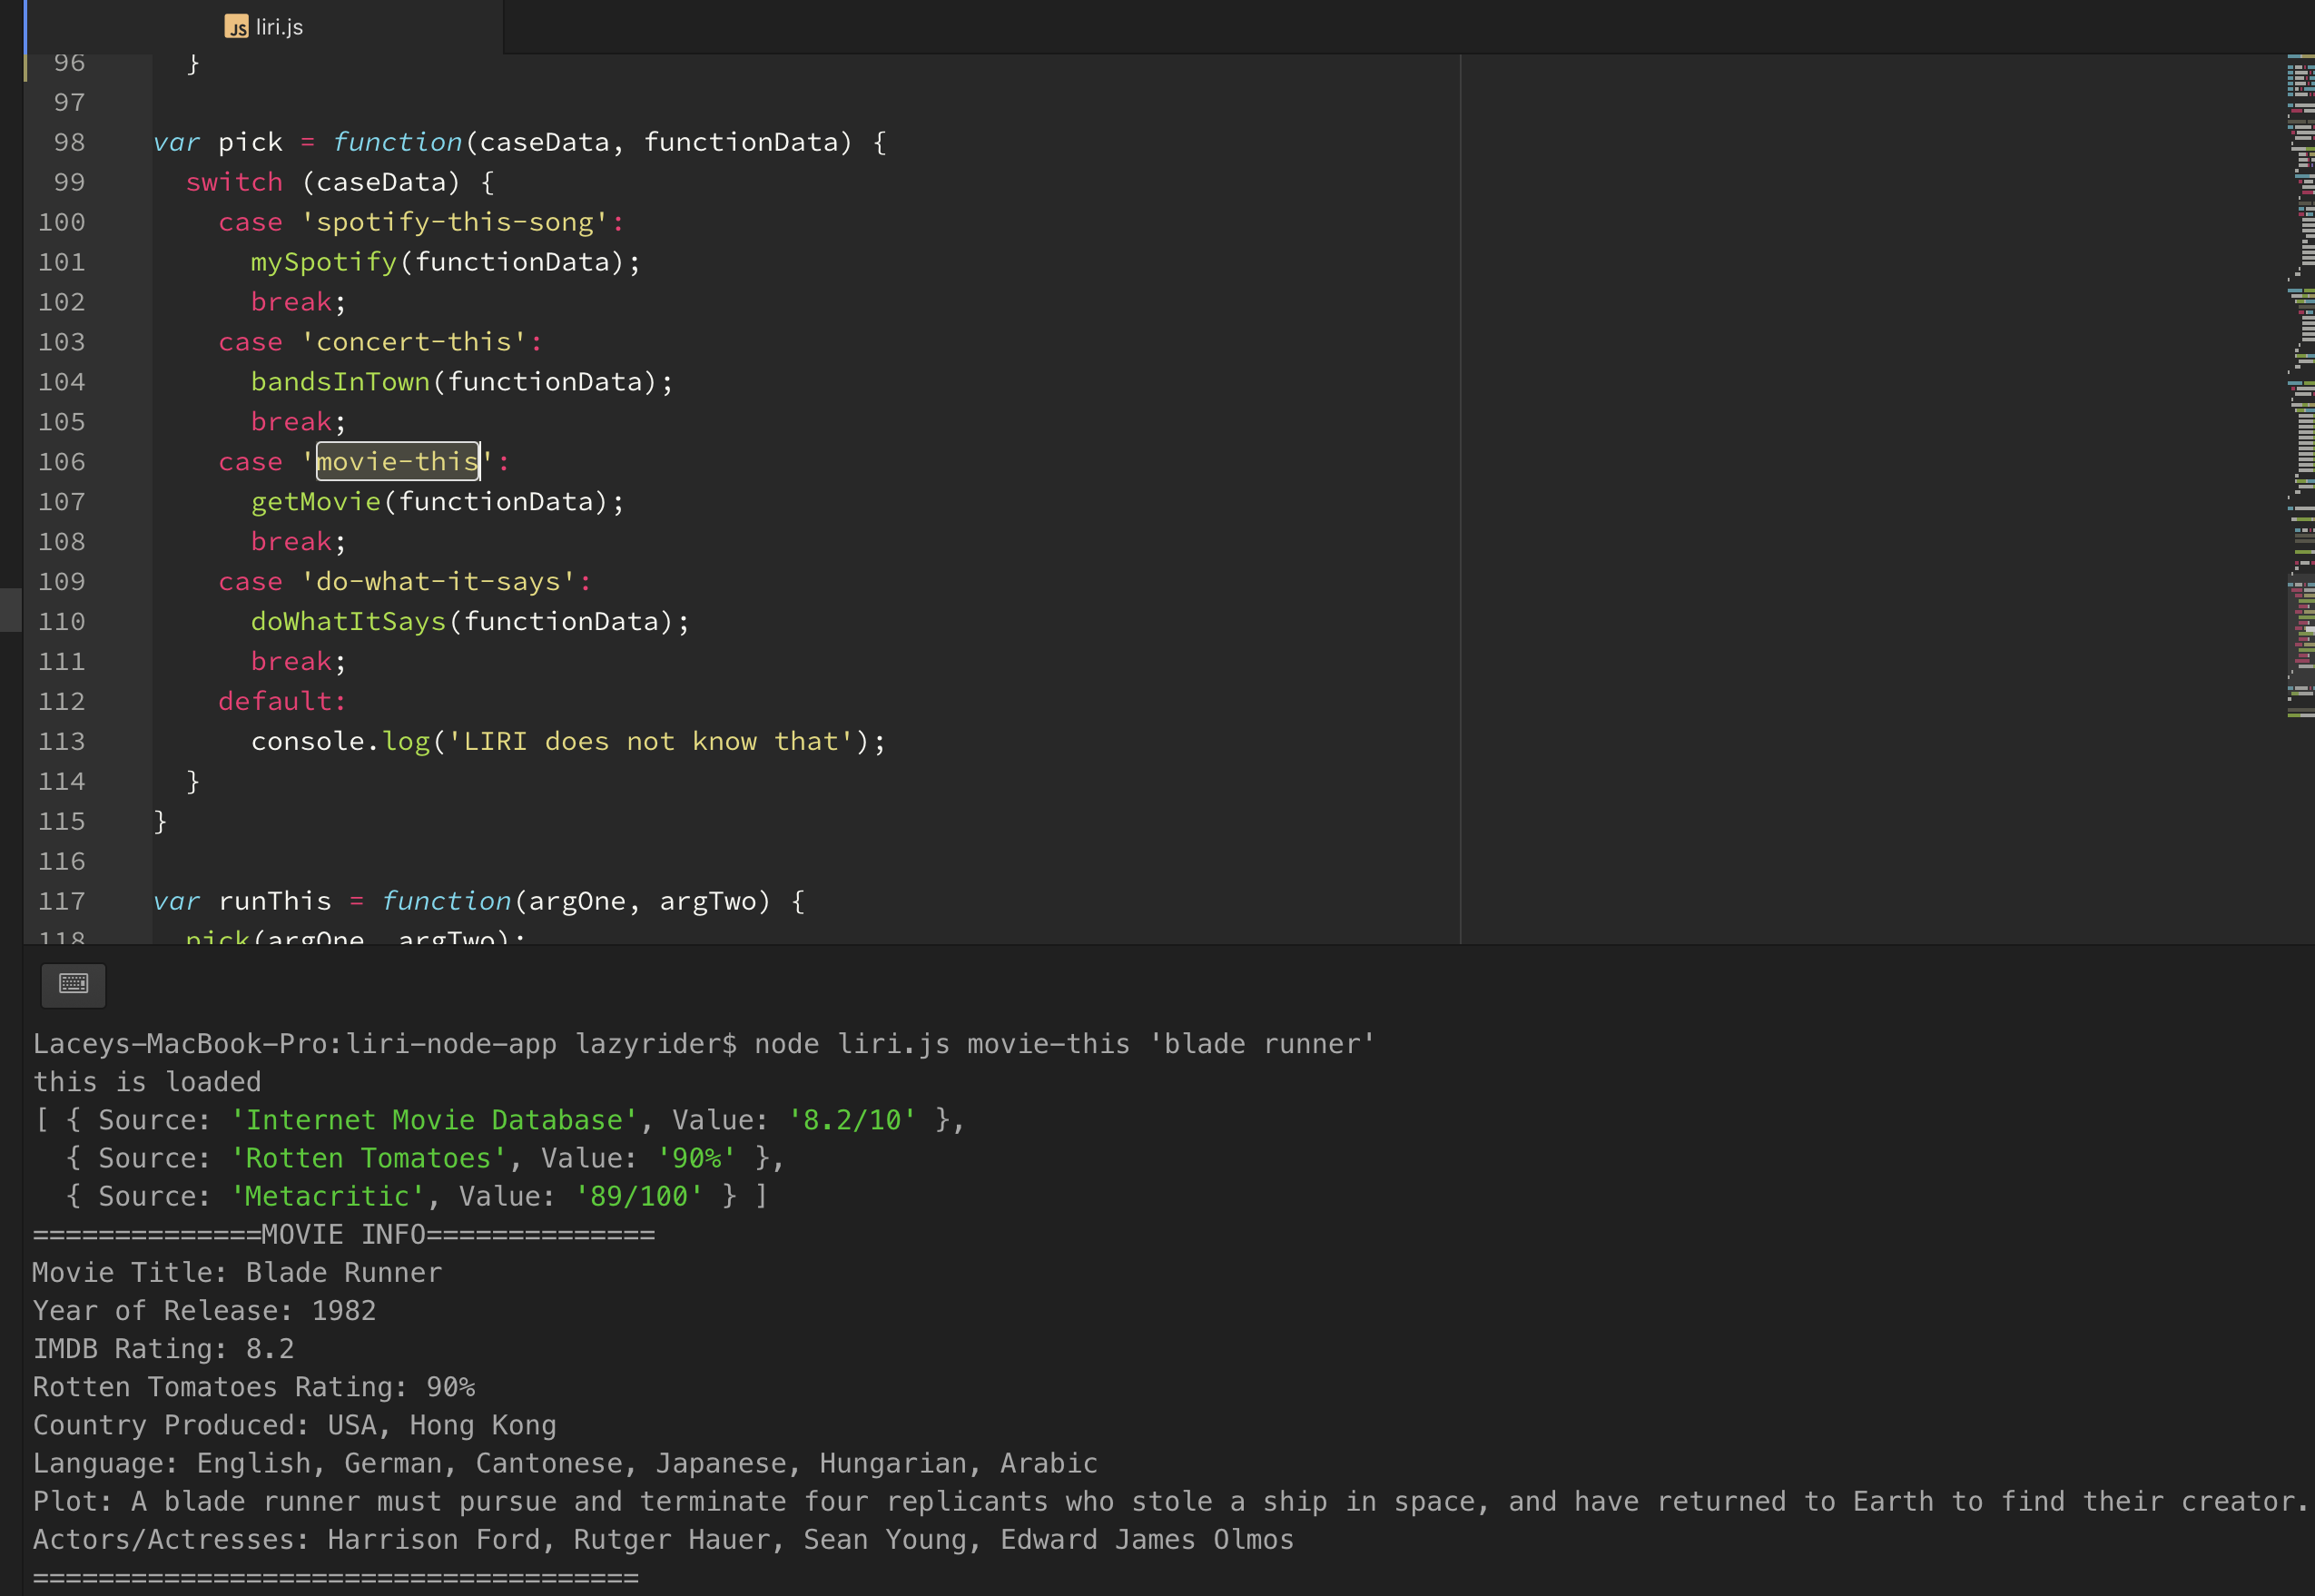 JS liri.js
96   }
97
98 var pick = function(caseData, functionData) {
99   switch (caseData) {
100     case 'spotify-this-song':
101       mySpotify(functionData);
102       break;
103     case 'concert-this':
104       bandsInTown(functionData);
105       break;
106     case 'movie-this':
107       getMovie(functionData);
108       break;
109     case 'do-what-it-says':
110       doWhatItSays(functionData);
111       break;
112     default:
113       console.log('LIRI does not know that');
114   }
115 }
116
117 var runThis = function(argOne, argTwo) {
118   pick(argOne, argTwo);
Laceys-MacBook-Pro:liri-node-app lazyrider$ node liri.js movie-this 'blade runner'
this is loaded
[ { Source: 'Internet Movie Database', Value: '8.2/10' },
  { Source: 'Rotten Tomatoes', Value: '90%' },
  { Source: 'Metacritic', Value: '89/100' } ]
==============MOVIE INFO==============
Movie Title: Blade Runner
Year of Release: 1982
IMDB Rating: 8.2
Rotten Tomatoes Rating: 90%
Country Produced: USA, Hong Kong
Language: English, German, Cantonese, Japanese, Hungarian, Arabic
Plot: A blade runner must pursue and terminate four replicants who stole a ship in space, and have returned to Earth to find their creator.
Actors/Actresses: Harrison Ford, Rutger Hauer, Sean Young, Edward James Olmos
=====================================